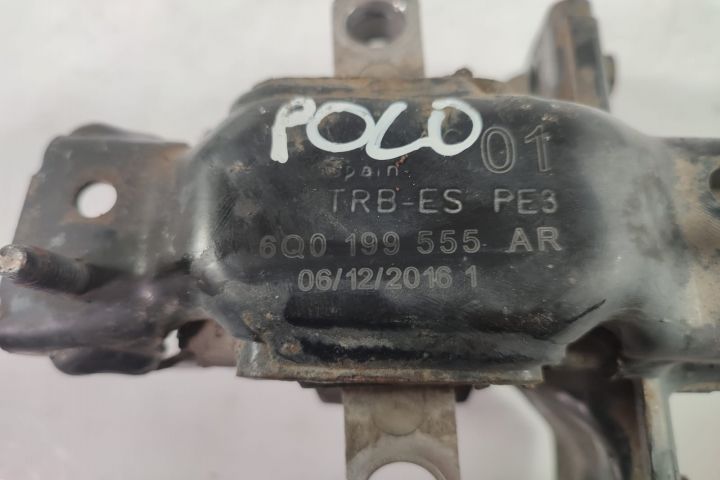 POLO
01
Spain
TRB-ES PE3
6Q0 199 555 AR
06/12/2016 1